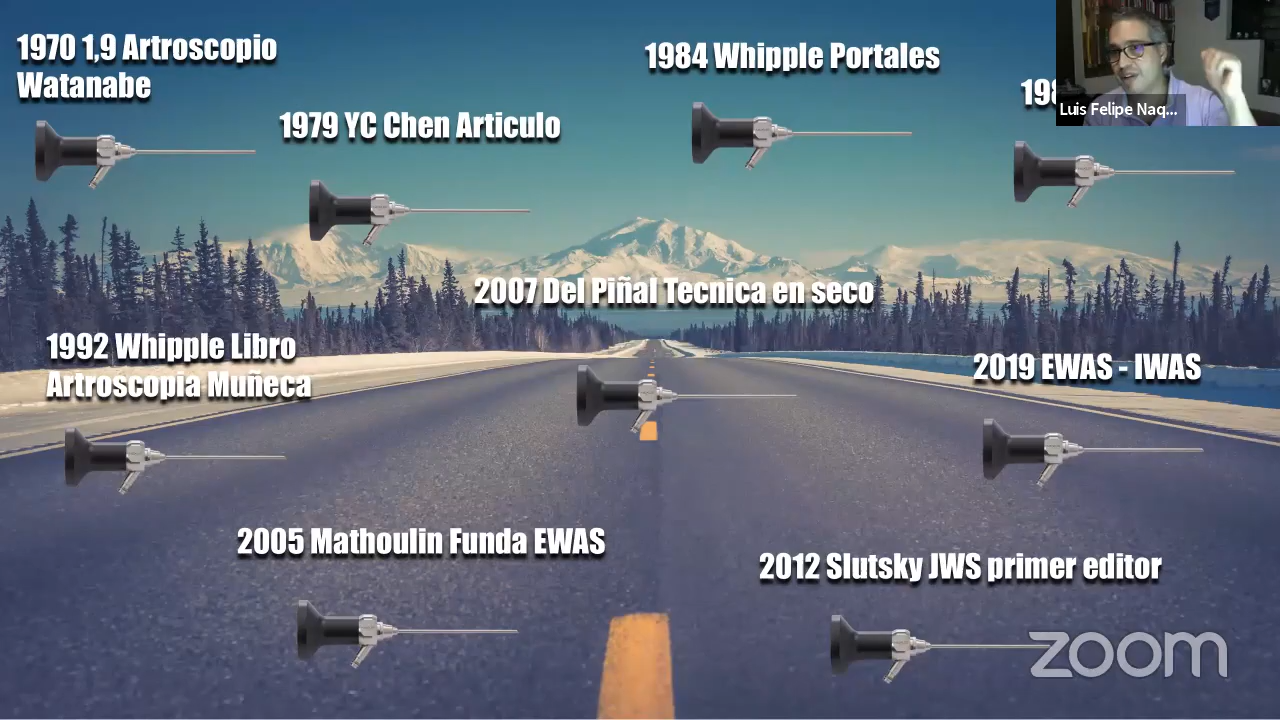 1970 1,9 Artroscopio
Watanabe
1979 YC Chen Articulo
1984 Whipple Portales
198
Luis Felipe Naq...
2007 Del Piñal Tecnica en seco
1992 Whipple Libro
Artroscopia Muñeca
2019 EWAS - IWAS
2005 Mathoulin Funda EWAS
2012 Slutsky JWS primer editor
zoom